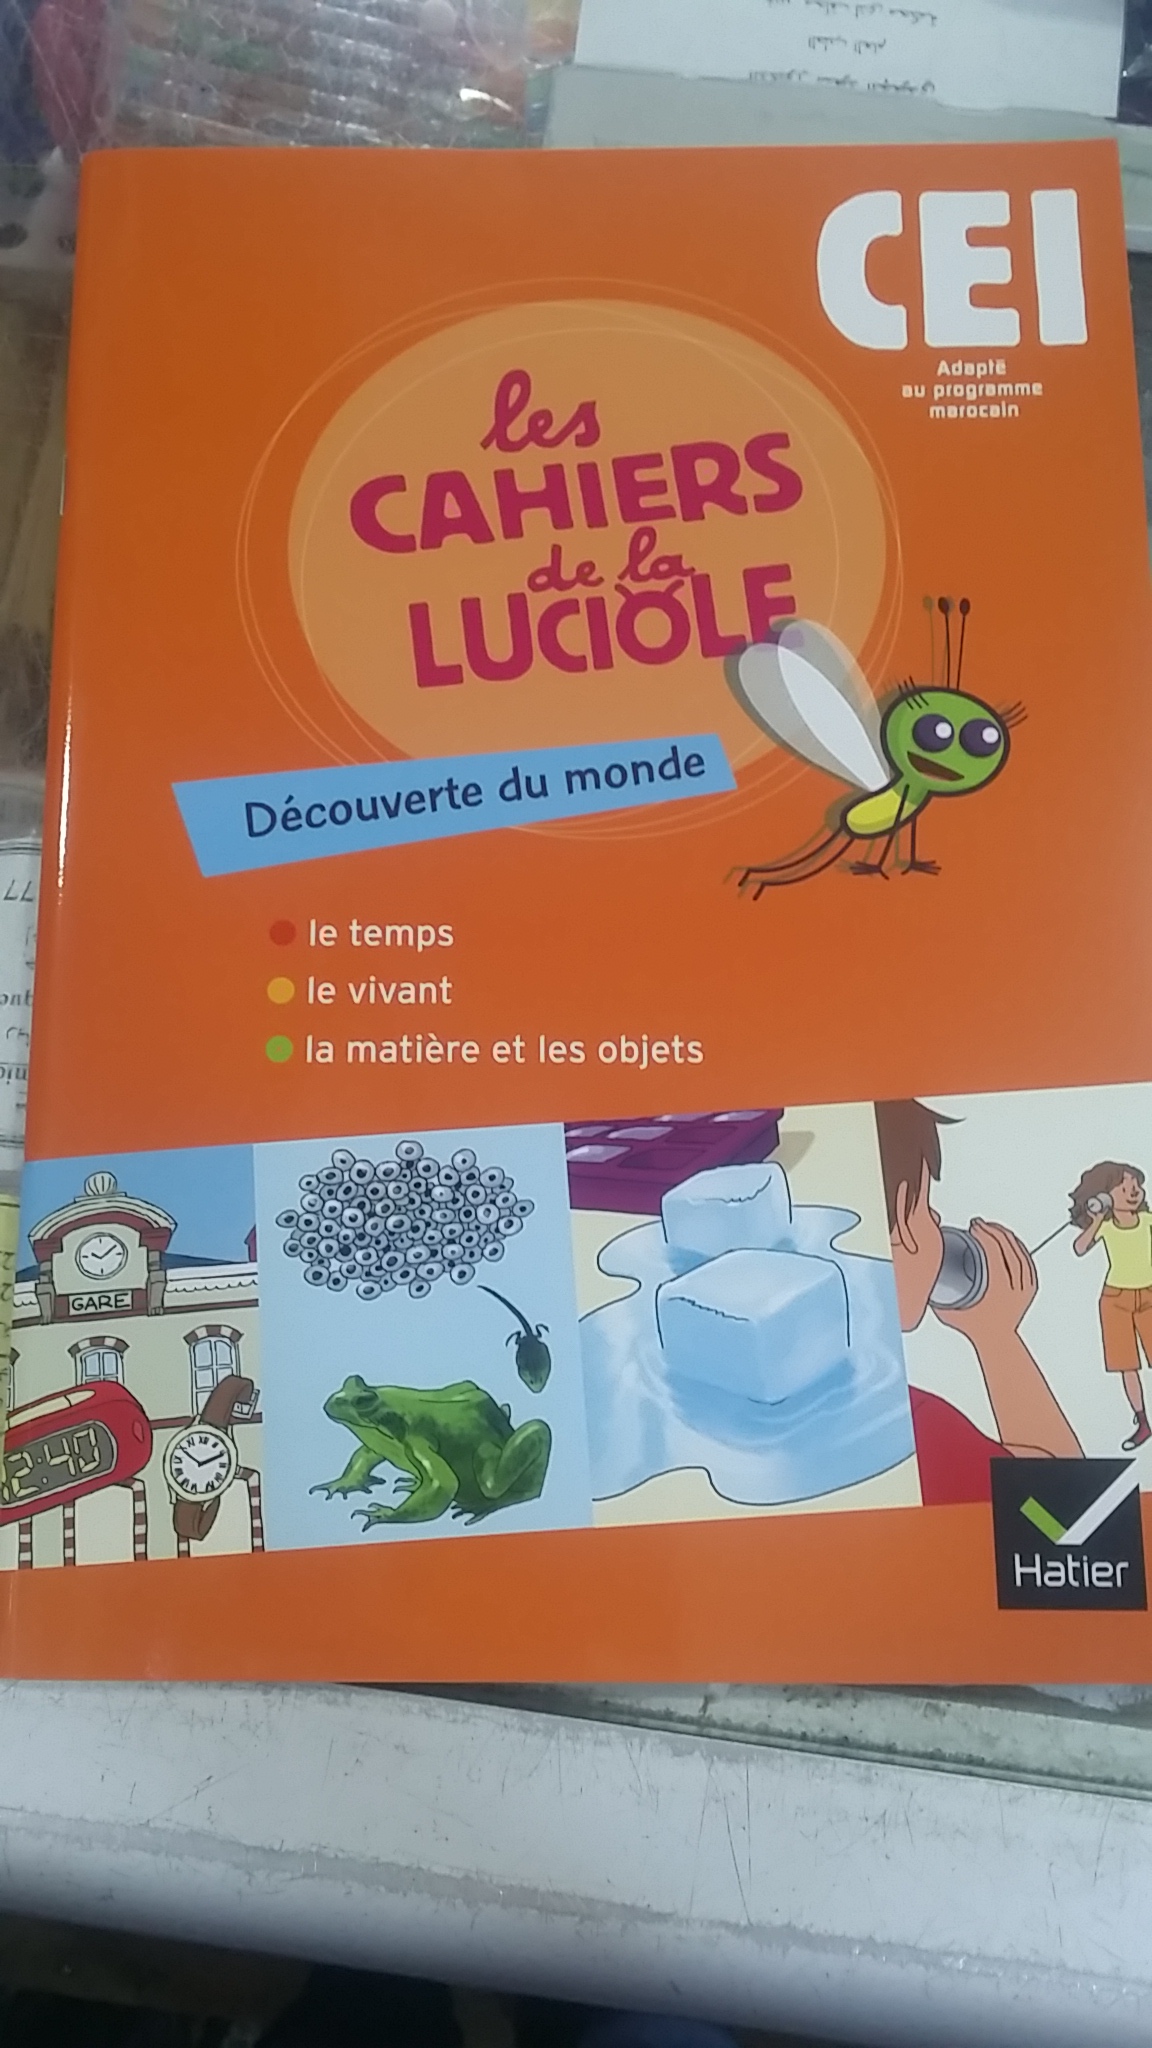 CEI
Adapté
au programme
marocain
les
CAHIERS
de la
LUCIOLE
Découverte du monde
le temps
le vivant
la matière et les objets
GARE
2:40
Hatier